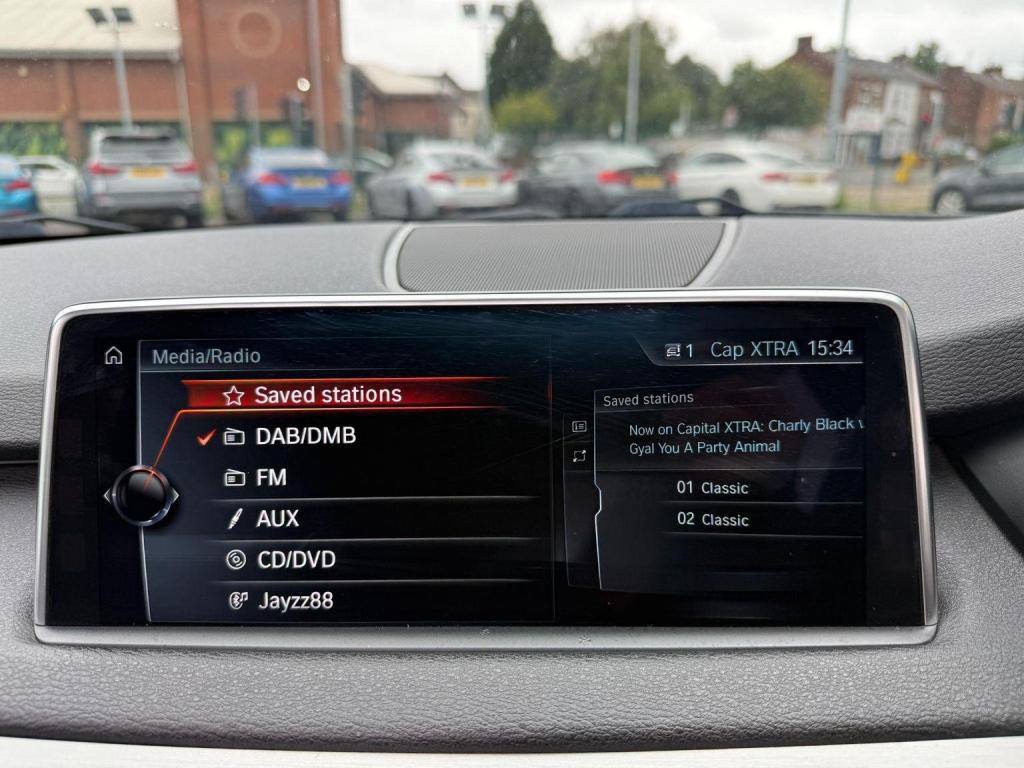 Media/Radio
1 Cap XTRA 15:34
Saved stations
DAB/DMB
FM
AUX
CD/DVD
Jayzz88
Saved stations
Now on Capital XTRA: Charly Black
Gyal You A Party Animal
01 Classic
02 Classic